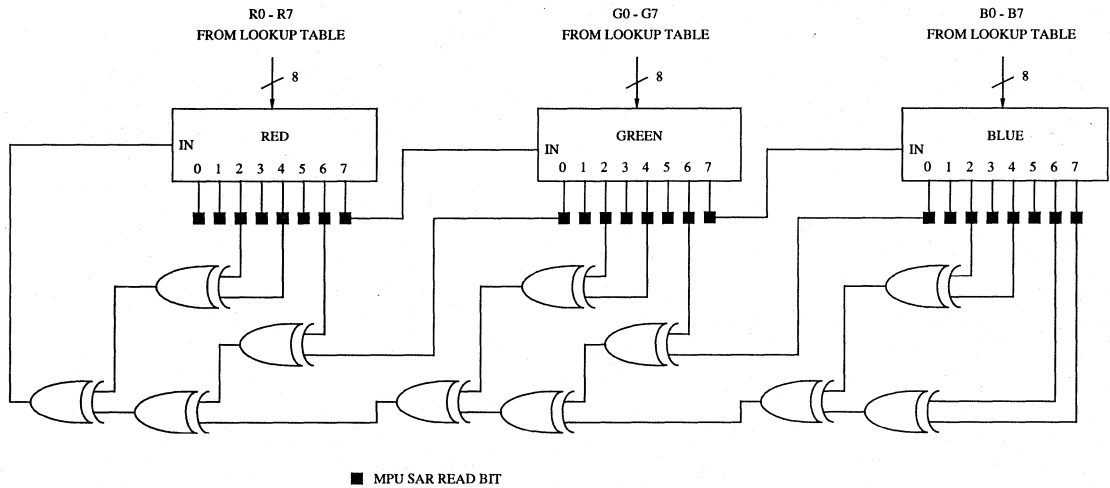 R0 - R7
FROM LOOKUP TABLE
8
IN
RED
0 1 2 3 4 5 6 7
G0 - G7
FROM LOOKUP TABLE
8
IN
GREEN
0 1 2 3 4 5 6 7
B0 - B7
FROM LOOKUP TABLE
8
IN
BLUE
0 1 2 3 4 5 6 7
MPU SAR READ BIT